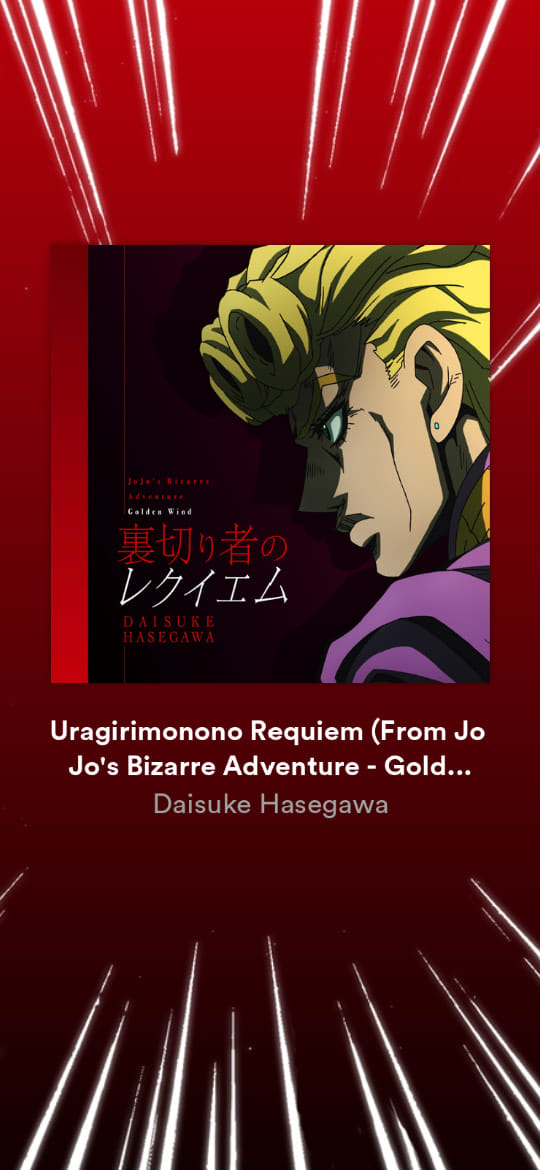 JoJo's Bizarre
Adventure
Golden Wind
裏切り者の
レクイエム
DAISUKE
HASEGAWA
Uragirimonono Requiem (From Jo
Jo's Bizarre Adventure - Gold...
Daisuke Hasegawa